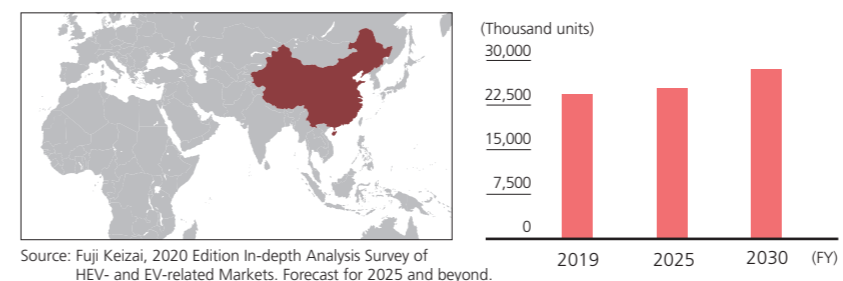 (Thousand units)
30,000
22,500
15,000
7,500
0
2019 2025 2030 (FY)
Source: Fuji Keizai, 2020 Edition In-depth Analysis Survey of
HEV- and EV-related Markets. Forecast for 2025 and beyond.